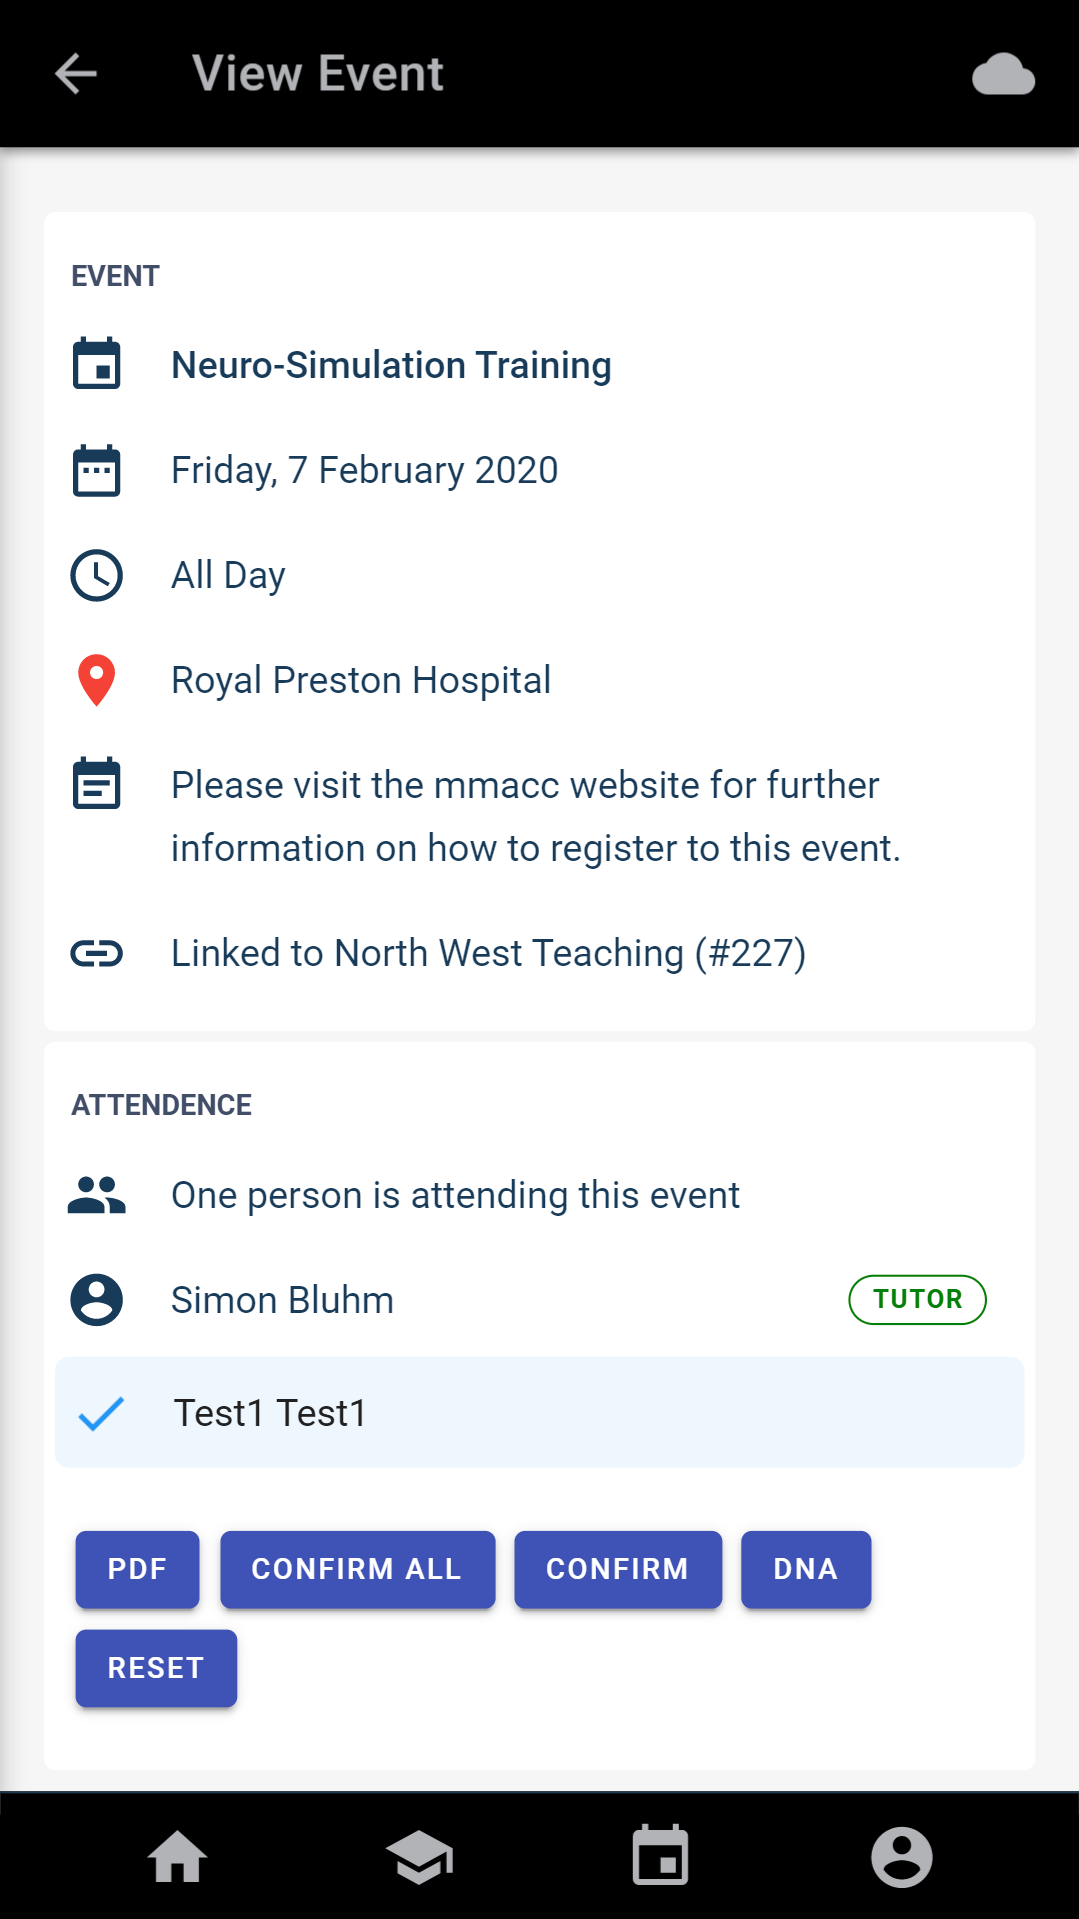 View Event
EVENT
Neuro-Simulation Training
Friday, 7 February 2020
All Day
Royal Preston Hospital
Please visit the mmacc website for further
information on how to register to this event.
Linked to North West Teaching (#227)
ATTENDENCE
One person is attending this event
Simon Bluhm TUTOR
Test1 Test1
PDF CONFIRM ALL CONFIRM DNA
RESET